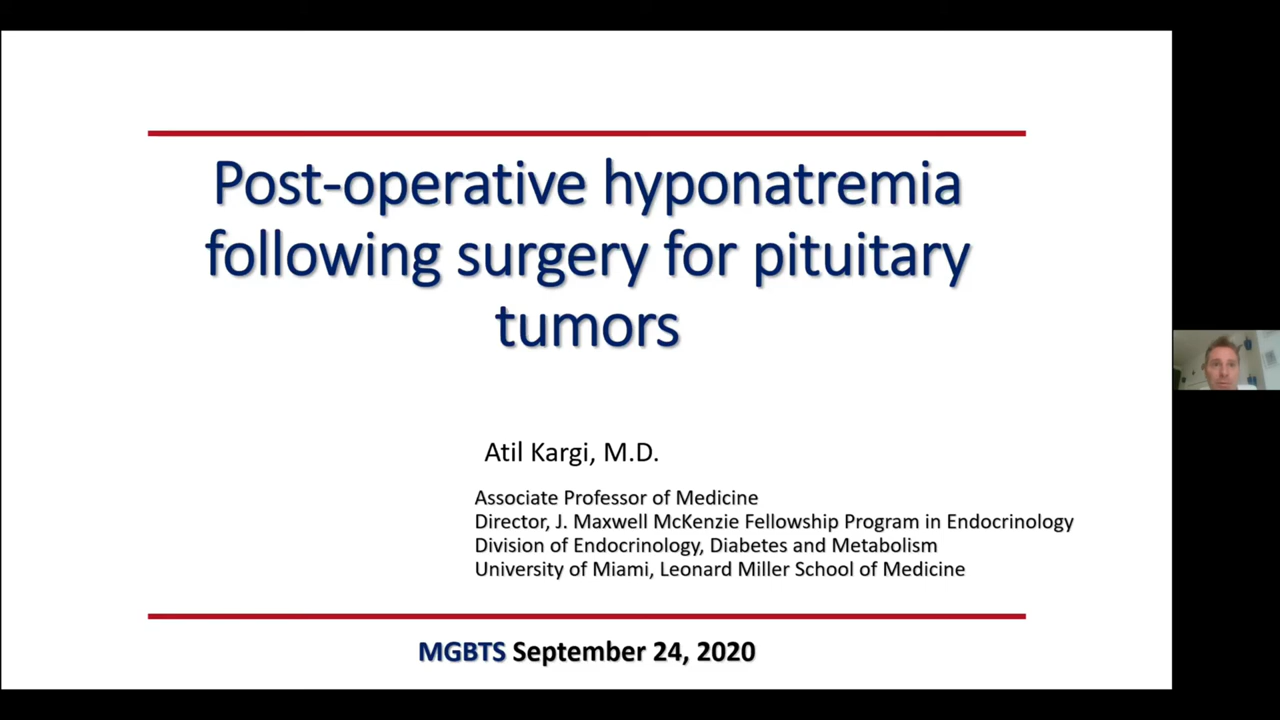 Post-operative hyponatremia
following surgery for pituitary
tumors
Atil Kargi, M.D.
Associate Professor of Medicine
Director, J. Maxwell McKenzie Fellowship Program in Endocrinology
Division of Endocrinology, Diabetes and Metabolism
University of Miami, Leonard Miller School of Medicine
MGBTS September 24, 2020